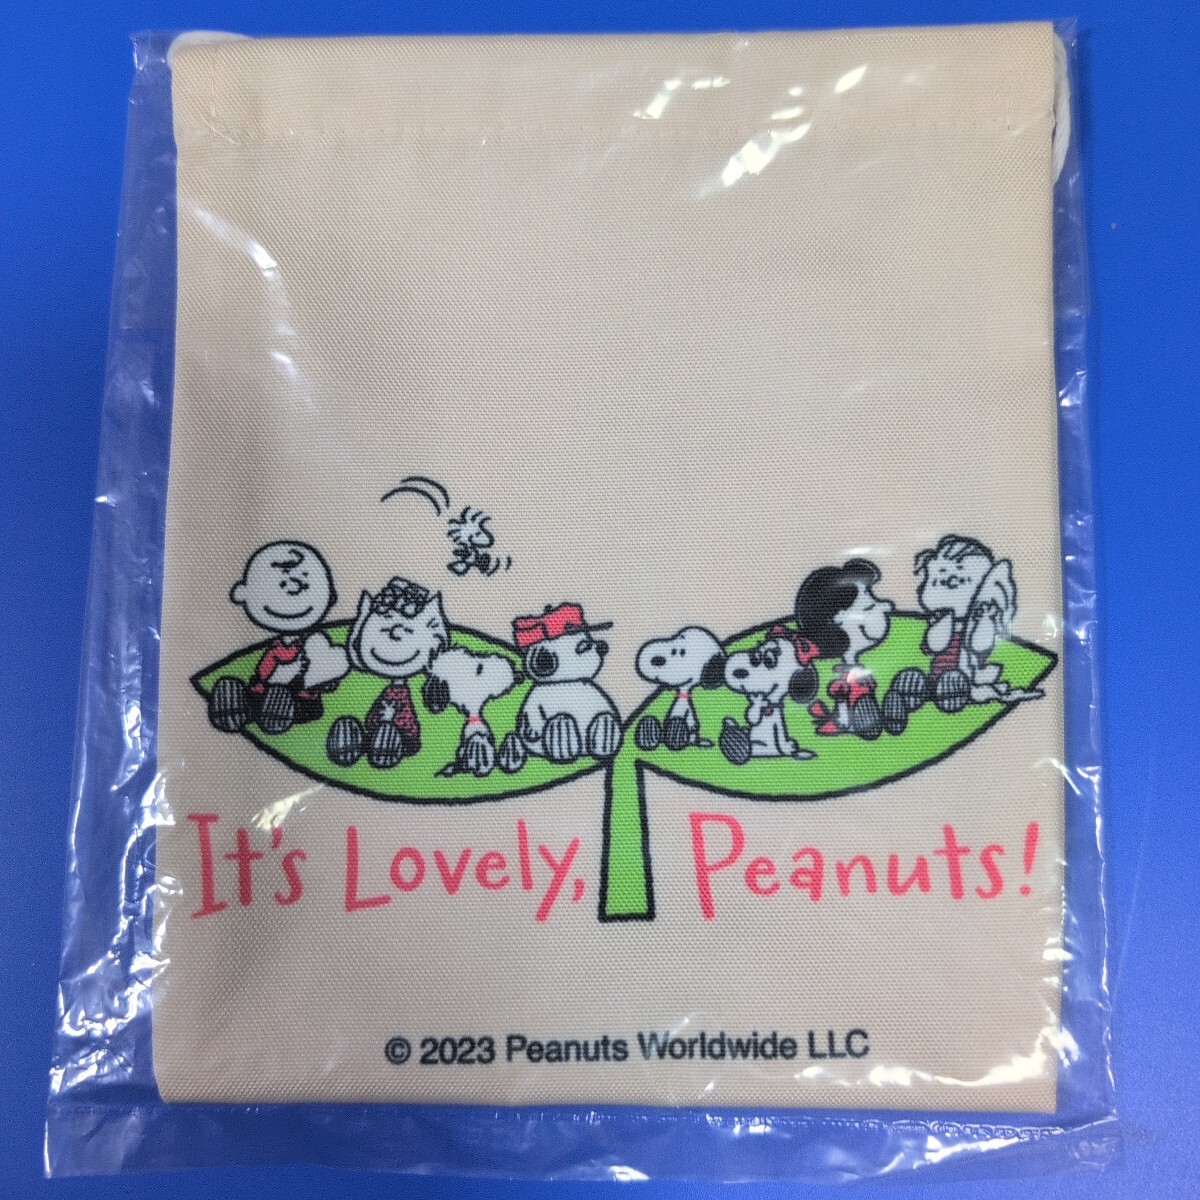 It's Lovely, Peanuts!
© 2023 Peanuts Worldwide LLC